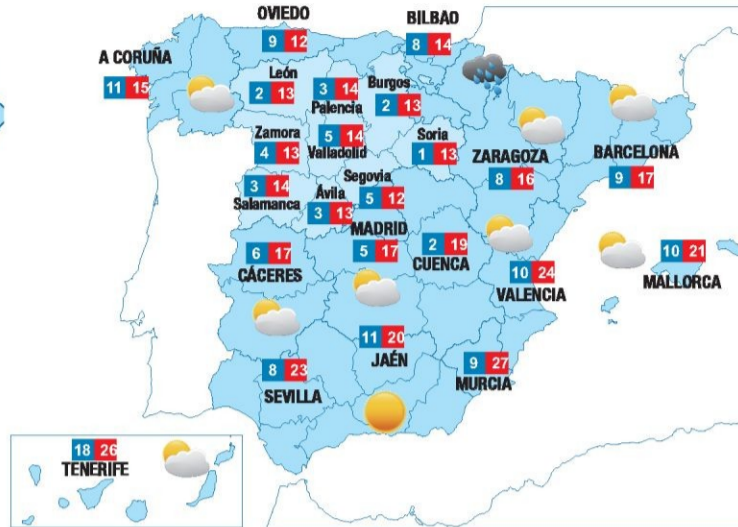 OVIEDO
9 12
BILBAO
8 14
A CORUÑA
11 15
León
2 13
3 14
Palencia
Burgos
2 13
Zamora
4 13
5 14
Valladolid
Soria
1 13
ZARAGOZA
8 16
BARCELONA
9 17
3 14
Salamanca
Ávila
3 13
Segovia
5 12
MADRID
5 17
2 19
CUENCA
6 17
CÁCERES
10 24
VALENCIA
10 21
MALLORCA
11 20
JAÉN
8 23
SEVILLA
9 27
MURCIA
18 26
TENERIFE